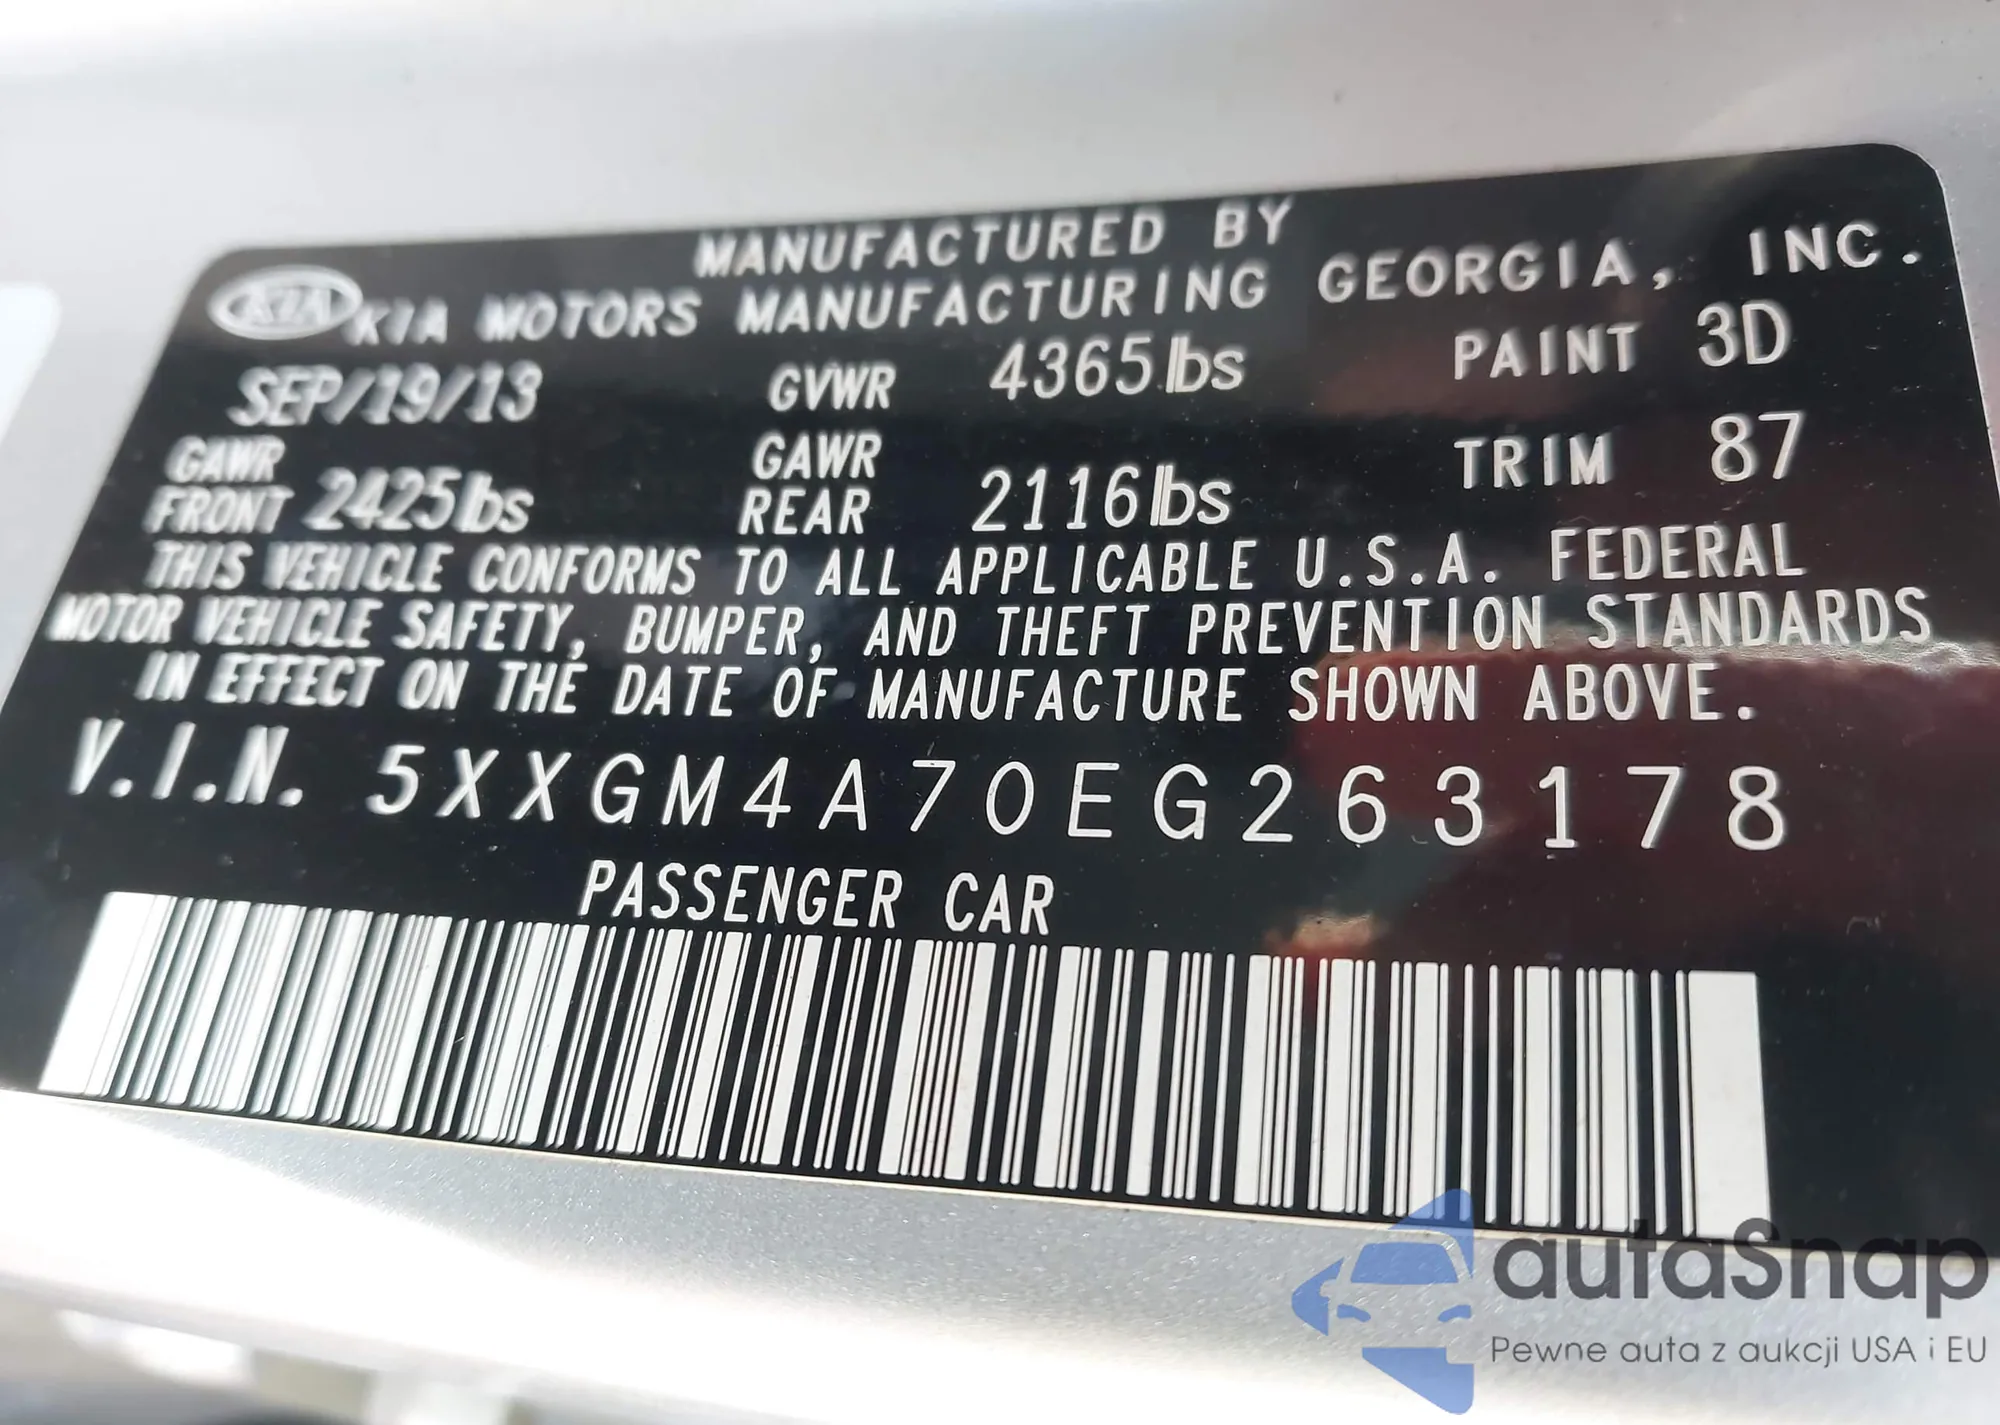 MANUFACTURED BY
KIA KIA MOTORS MANUFACTURING GEORGIA, INC.
SEP/19/13 GVWR 4365lbs PAINT 3D
GAWR FRONT 2425lbs GAWR REAR 2116lbs TRIM 87
THIS VEHICLE CONFORMS TO ALL APPLICABLE U.S.A. FEDERAL
MOTOR VEHICLE SAFETY, BUMPER, AND THEFT PREVENTION STANDARDS
IN EFFECT ON THE DATE OF MANUFACTURE SHOWN ABOVE.
V.I.N. 5XXGM4A70EG263178
PASSENGER CAR
autaSnap
Pewne auta z aukcji USA i EU